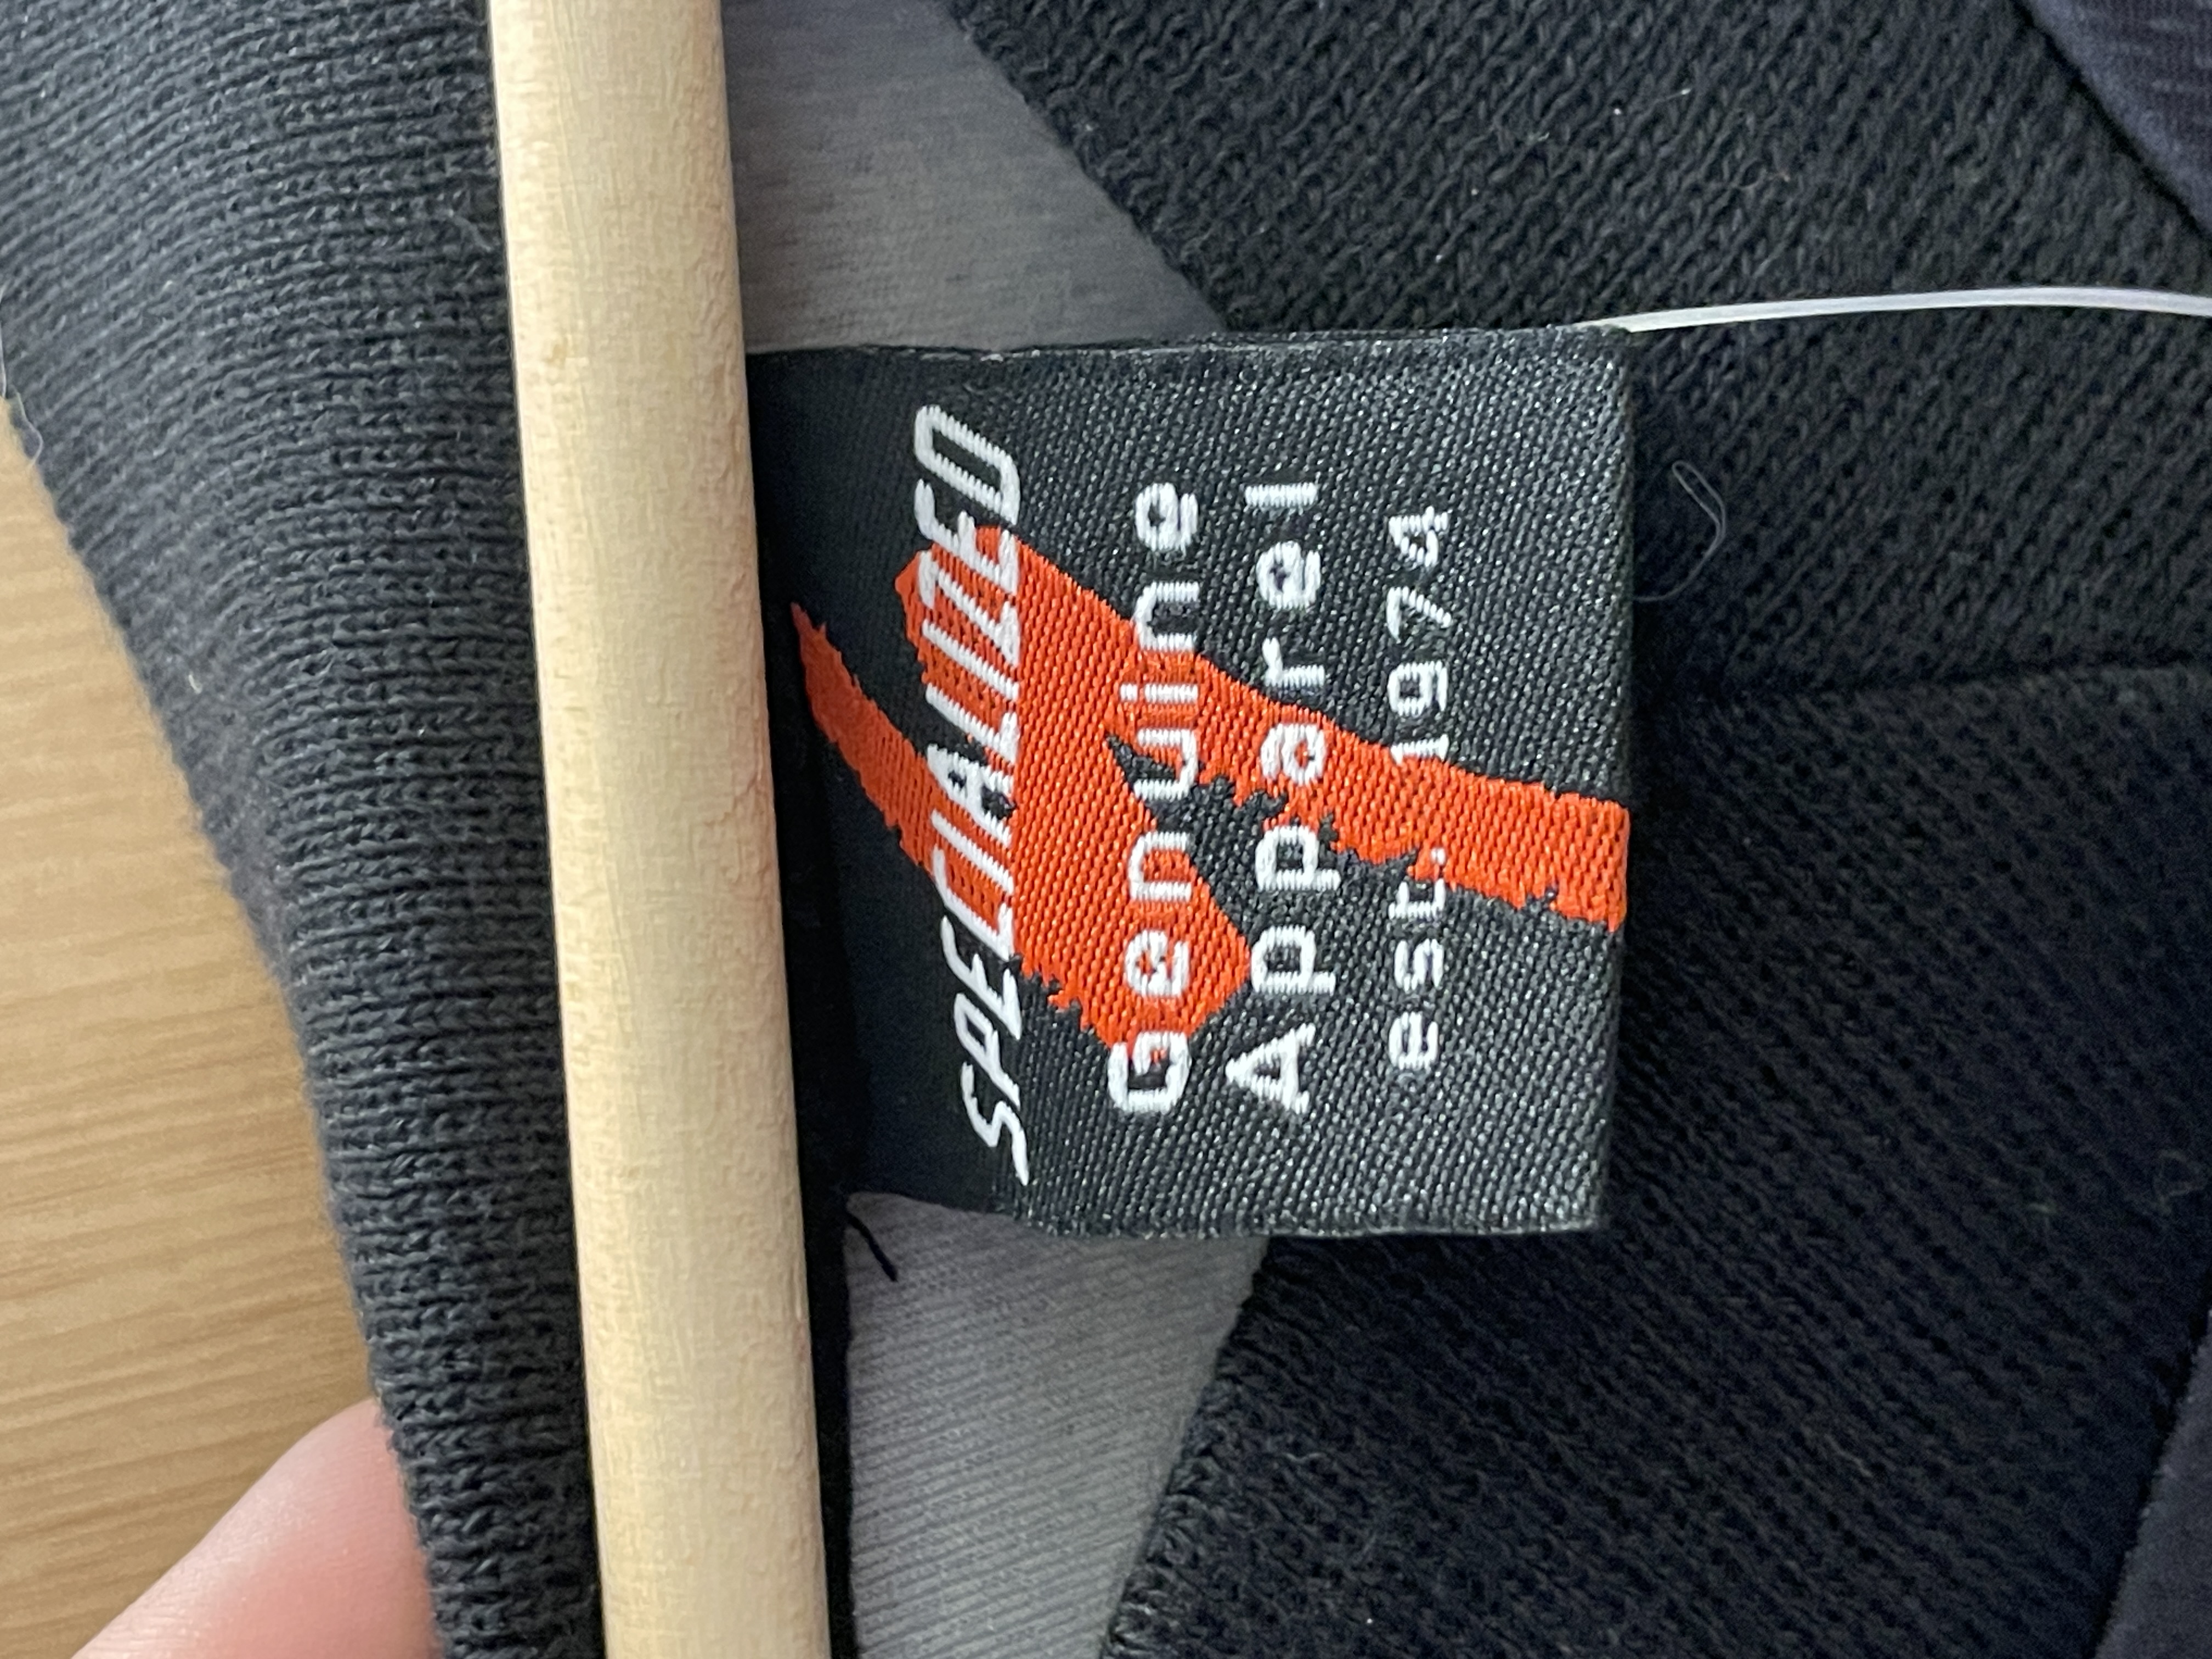 SPECIALIZED
Genuine
Apparel
est. 1974